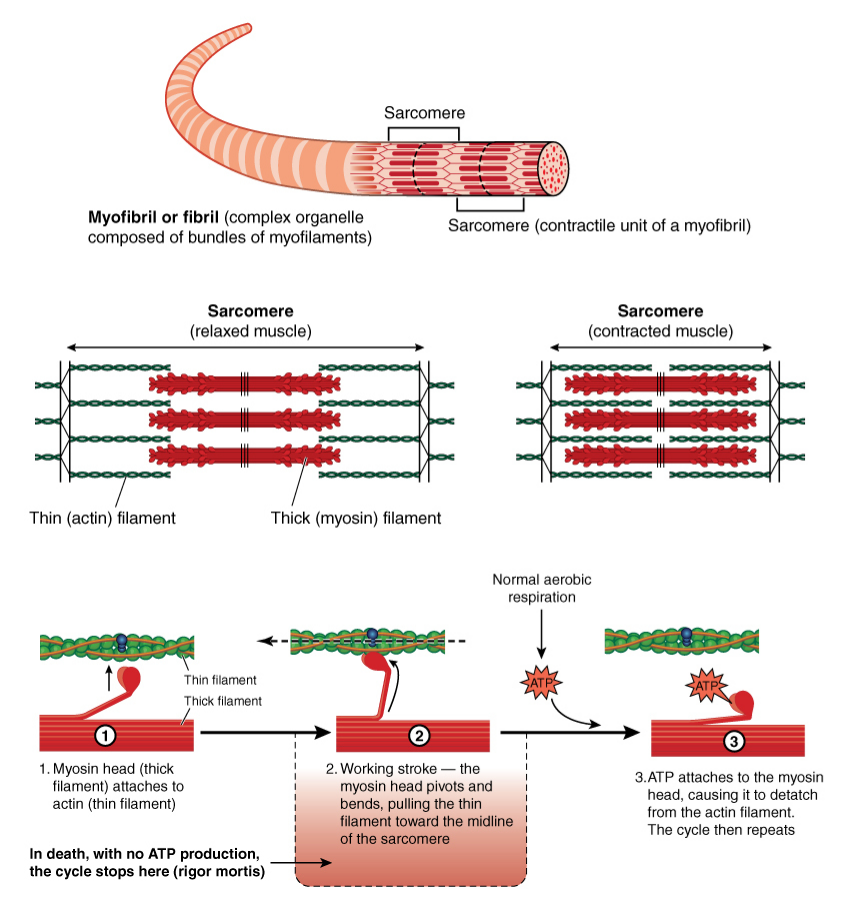 Sarcomere
Myofibril or fibril (complex organelle
composed of bundles of myofilaments)
Sarcomere (contractile unit of a myofibril)
Sarcomere
(relaxed muscle)
Sarcomere
(contracted muscle)
Thin (actin) filament
Thick (myosin) filament
Normal aerobic
respiration
Thin filament
Thick filament
ATP
ATP
1
2
3
1. Myosin head (thick
filament) attaches to
actin (thin filament)
2. Working stroke — the
myosin head pivots and
bends, pulling the thin
filament toward the midline
of the sarcomere
3. ATP attaches to the myosin
head, causing it to detatch
from the actin filament.
The cycle then repeats
In death, with no ATP production,
the cycle stops here (rigor mortis)